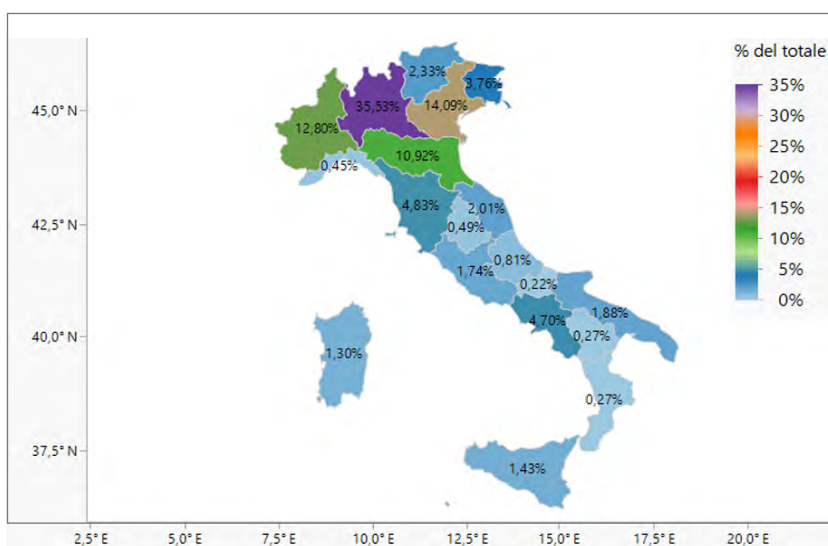 % del totale
35%
30%
25%
20%
15%
10%
5%
0%
45,0° N
42,5° N
40,0° N
37,5° N
2,33%
3,76%
35,53%
14,09%
12,80%
10,92%
0,45%
4,83%
2,01%
0,49%
0,81%
1,74%
0,22%
1,88%
4,70%
0,27%
1,30%
0,27%
1,43%
2,5° E
5,0° E
7,5° E
10,0° E
12,5° E
15,0° E
17,5° E
20,0° E